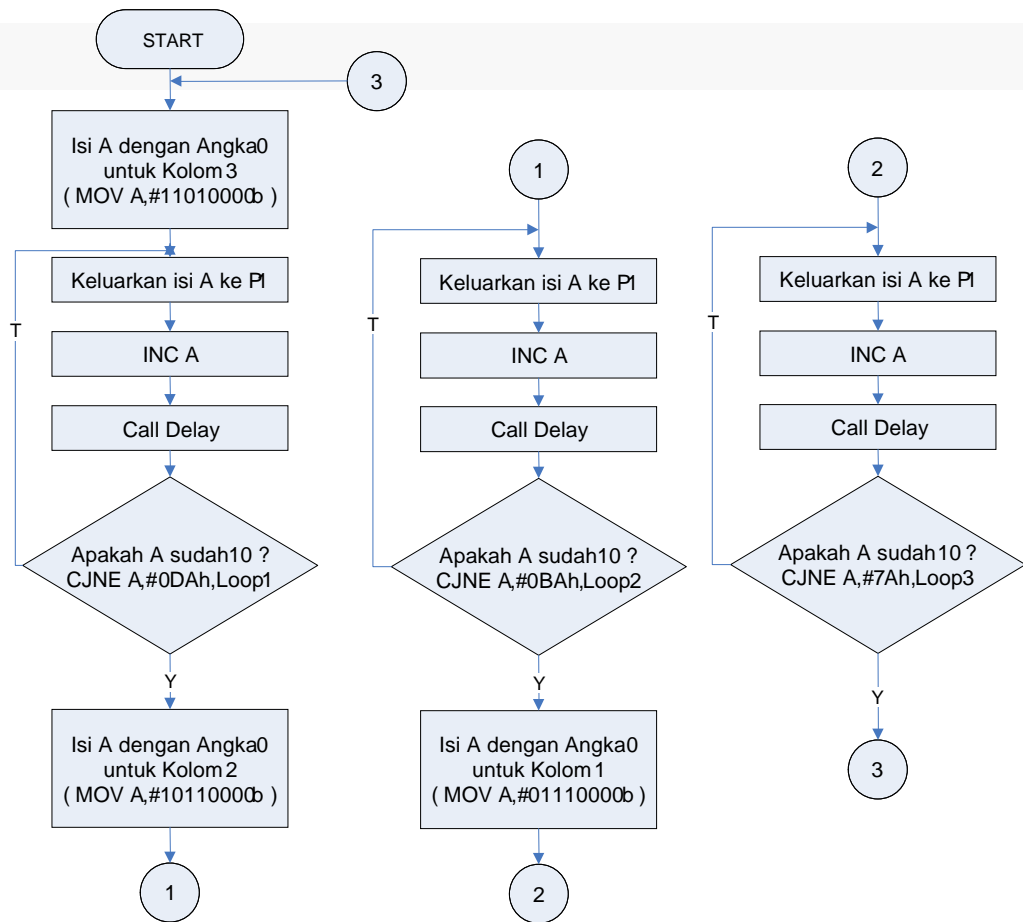 START
3
Isi A dengan Angka0
untuk Kolom 3
( MOV A,#11010000b )
Keluarkan isi A ke P1
T
INC A
Call Delay
Apakah A sudah10 ?
CJNE A,#0DAh,Loop1
Y
Isi A dengan Angka0
untuk Kolom 2
( MOV A,#10110000b )
1
1
Keluarkan isi A ke P1
T
INC A
Call Delay
Apakah A sudah10 ?
CJNE A,#0BAh,Loop2
Y
Isi A dengan Angka0
untuk Kolom 1
( MOV A,#01110000b )
2
2
Keluarkan isi A ke P1
T
INC A
Call Delay
Apakah A sudah10 ?
CJNE A,#7Ah,Loop3
Y
3